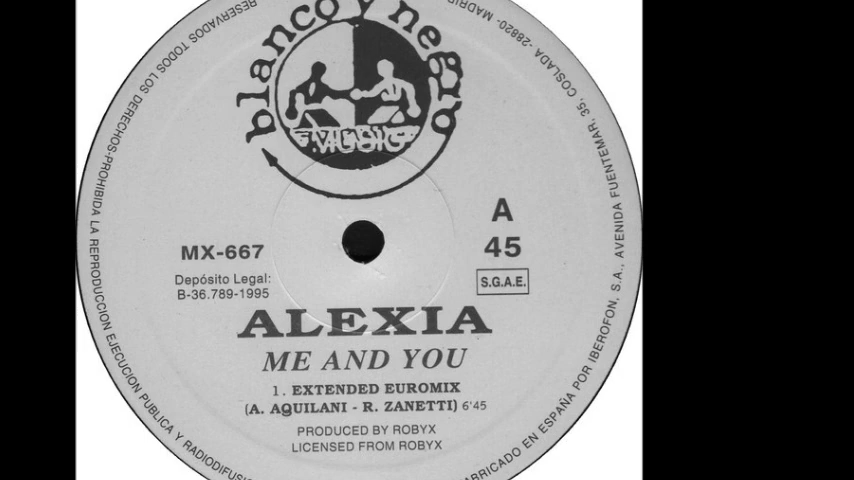 blanco y negro
MUSIC
A
45
MX-667
S.G.A.E.
Depósito Legal:
B-36.789-1995
ALEXIA
ME AND YOU
1. EXTENDED EUROMIX
(A. AQUILANI - R. ZANETTI) 6'45
PRODUCED BY ROBYX
LICENSED FROM ROBYX
RESERVADOS TODOS LOS DERECHOS-PROHIBIDA LA REPRODUCCION EJECUCION PUBLICA Y
FABRICADO EN ESPAÑA POR IBEROFON, S.A., AVENIDA FUENTEMAR, 35, COSLADA -28820- MADRID